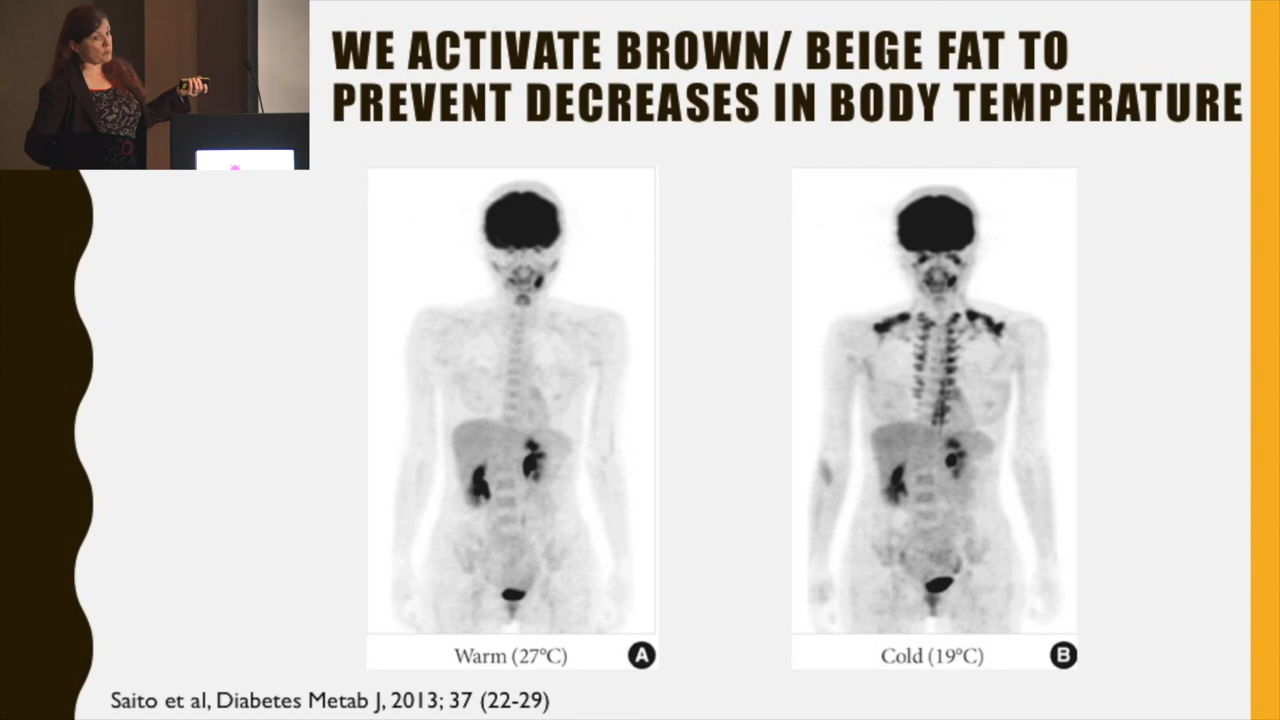 WE ACTIVATE BROWN/ BEIGE FAT TO
PREVENT DECREASES IN BODY TEMPERATURE
Warm (27°C)
A
Cold (19°C)
B
Saito et al, Diabetes Metab J, 2013; 37 (22-29)